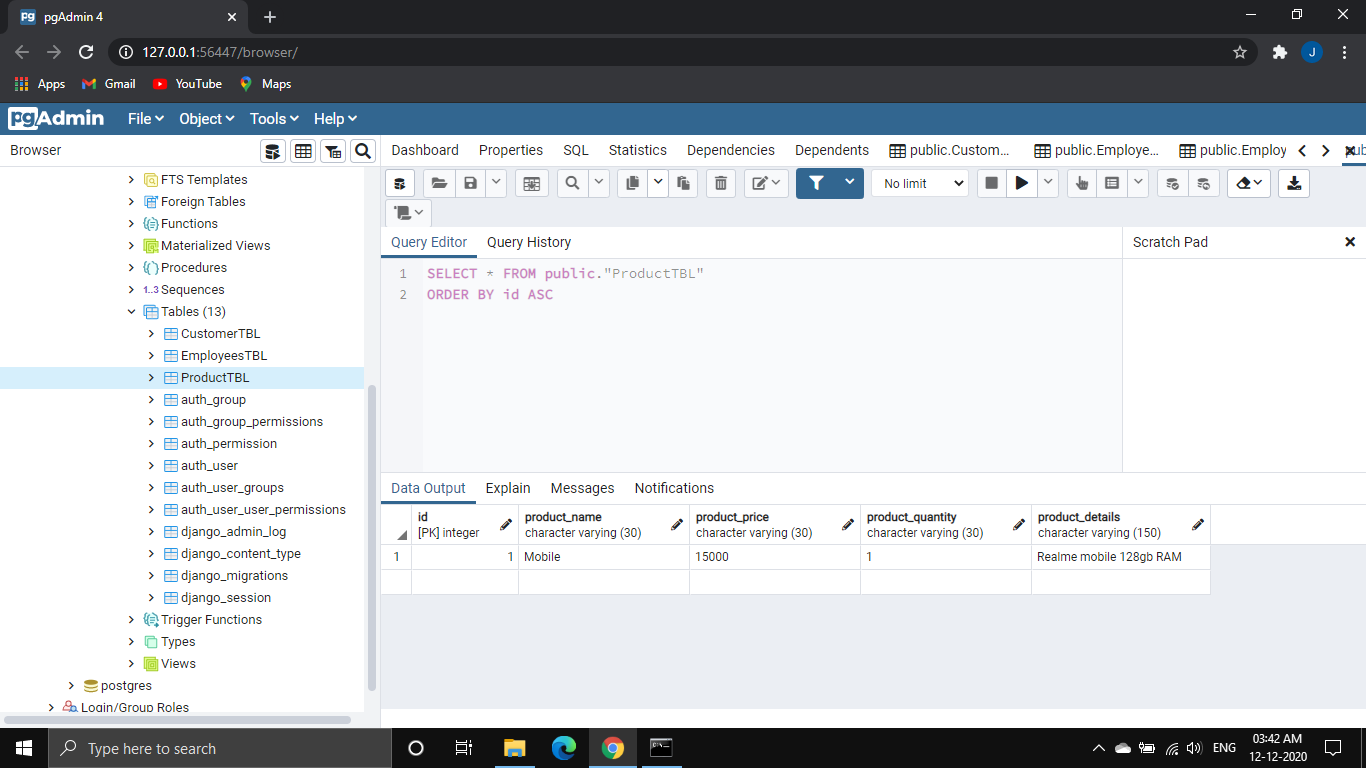 pgAdmin 4
127.0.0.1:56447/browser/
J
Apps Gmail YouTube Maps
pgAdmin File Object Tools Help
Browser
FTS Templates
Foreign Tables
Functions
Materialized Views
Procedures
1..3 Sequences
Tables (13)
CustomerTBL
EmployeesTBL
ProductTBL
auth_group
auth_group_permissions
auth_permission
auth_user
auth_user_groups
auth_user_user_permissions
django_admin_log
django_content_type
django_migrations
django_session
Trigger Functions
Types
Views
postgres
Login/Group Roles
Dashboard Properties SQL Statistics Dependencies Dependents public.Custom... public.Employe... public.Employ
No limit
Query Editor Query History
Scratch Pad
1 SELECT * FROM public."ProductTBL"
2 ORDER BY id ASC
Data Output Explain Messages Notifications
id product_name product_price product_quantity product_details
[PK] integer character varying (30) character varying (30) character varying (30) character varying (150)
1 1 Mobile 15000 1 Realme mobile 128gb RAM
Type here to search
ENG
03:42 AM
12-12-2020